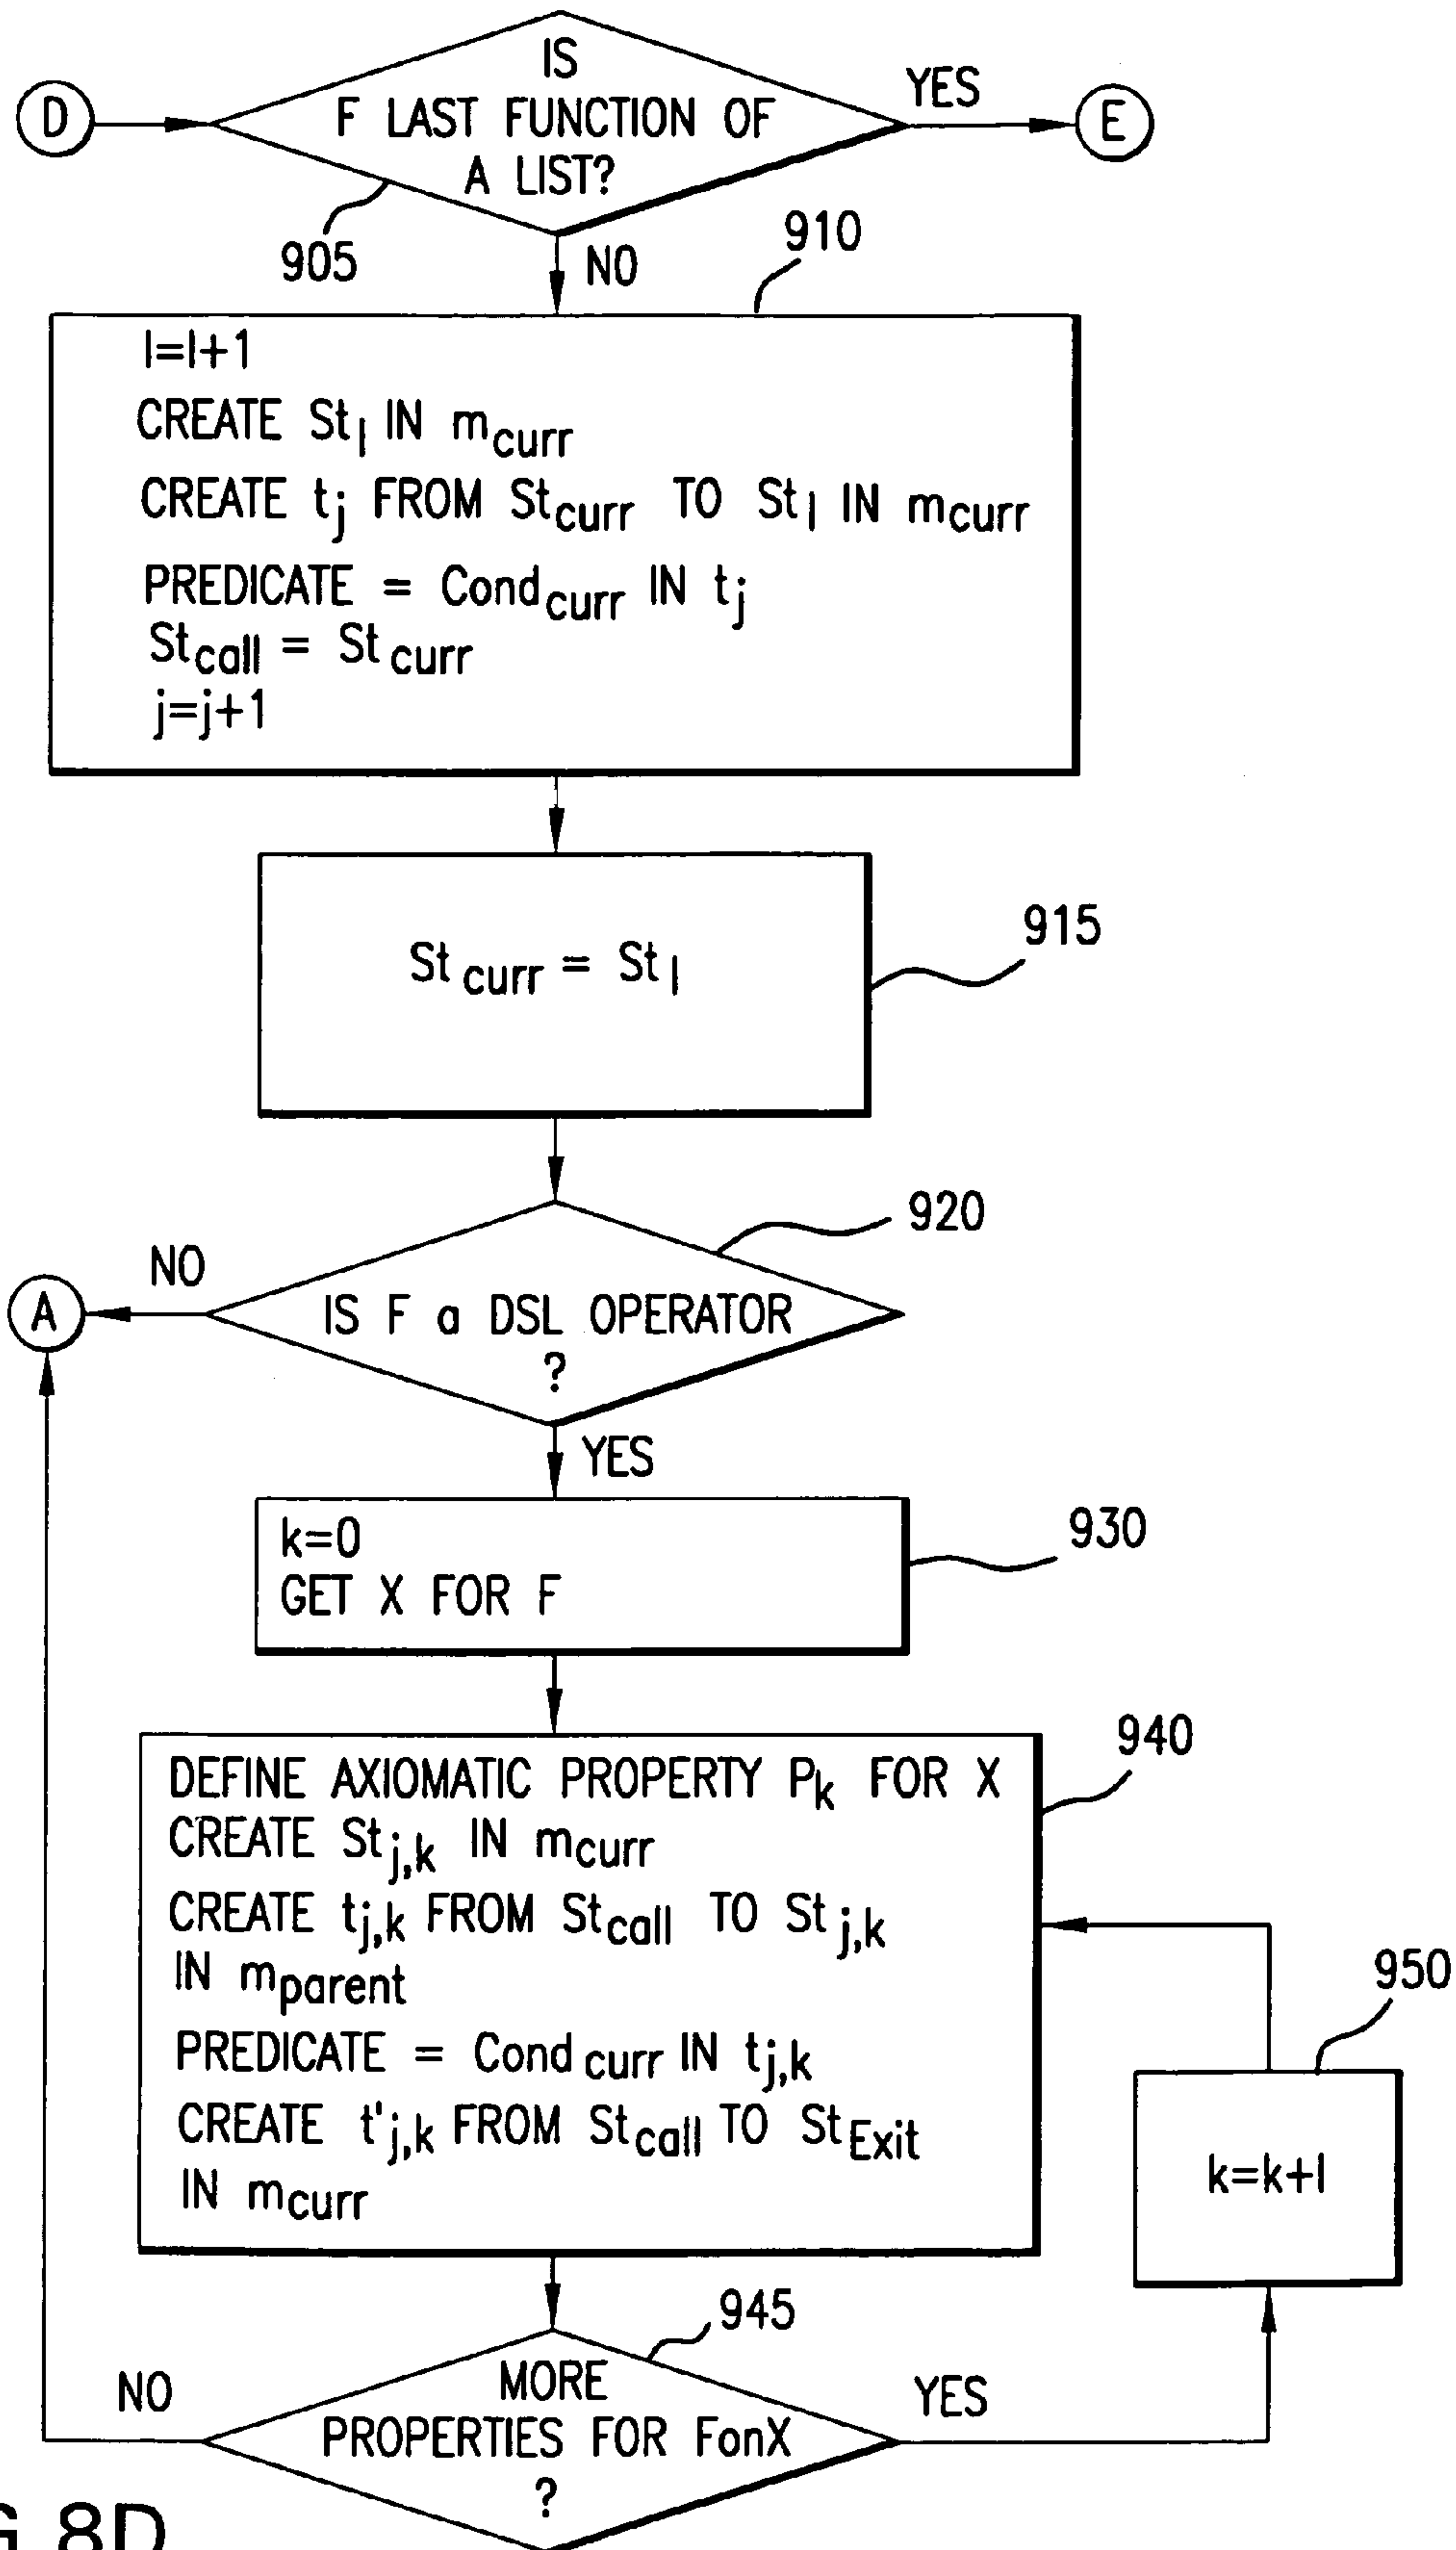 IS
D
F LAST FUNCTION OF
A LIST?
YES
E
905
NO
910
l=l+1
CREATE St_l IN m_curr
CREATE t_j FROM St_curr TO St_l IN m_curr
PREDICATE = Cond_curr IN t_j
St_call = St_curr
j=j+1
915
St_curr = St_l
920
NO
A
IS F a DSL OPERATOR
?
YES
k=0
GET X FOR F
930
940
DEFINE AXIOMATIC PROPERTY P_k FOR X
CREATE St_j,k IN m_curr
CREATE t_j,k FROM St_call TO St_j,k
IN m_parent
PREDICATE = Cond_curr IN t_j,k
CREATE t'_j,k FROM St_call TO St_Exit
IN m_curr
950
k=k+l
945
NO
MORE
PROPERTIES FOR FonX
?
YES
G 8D